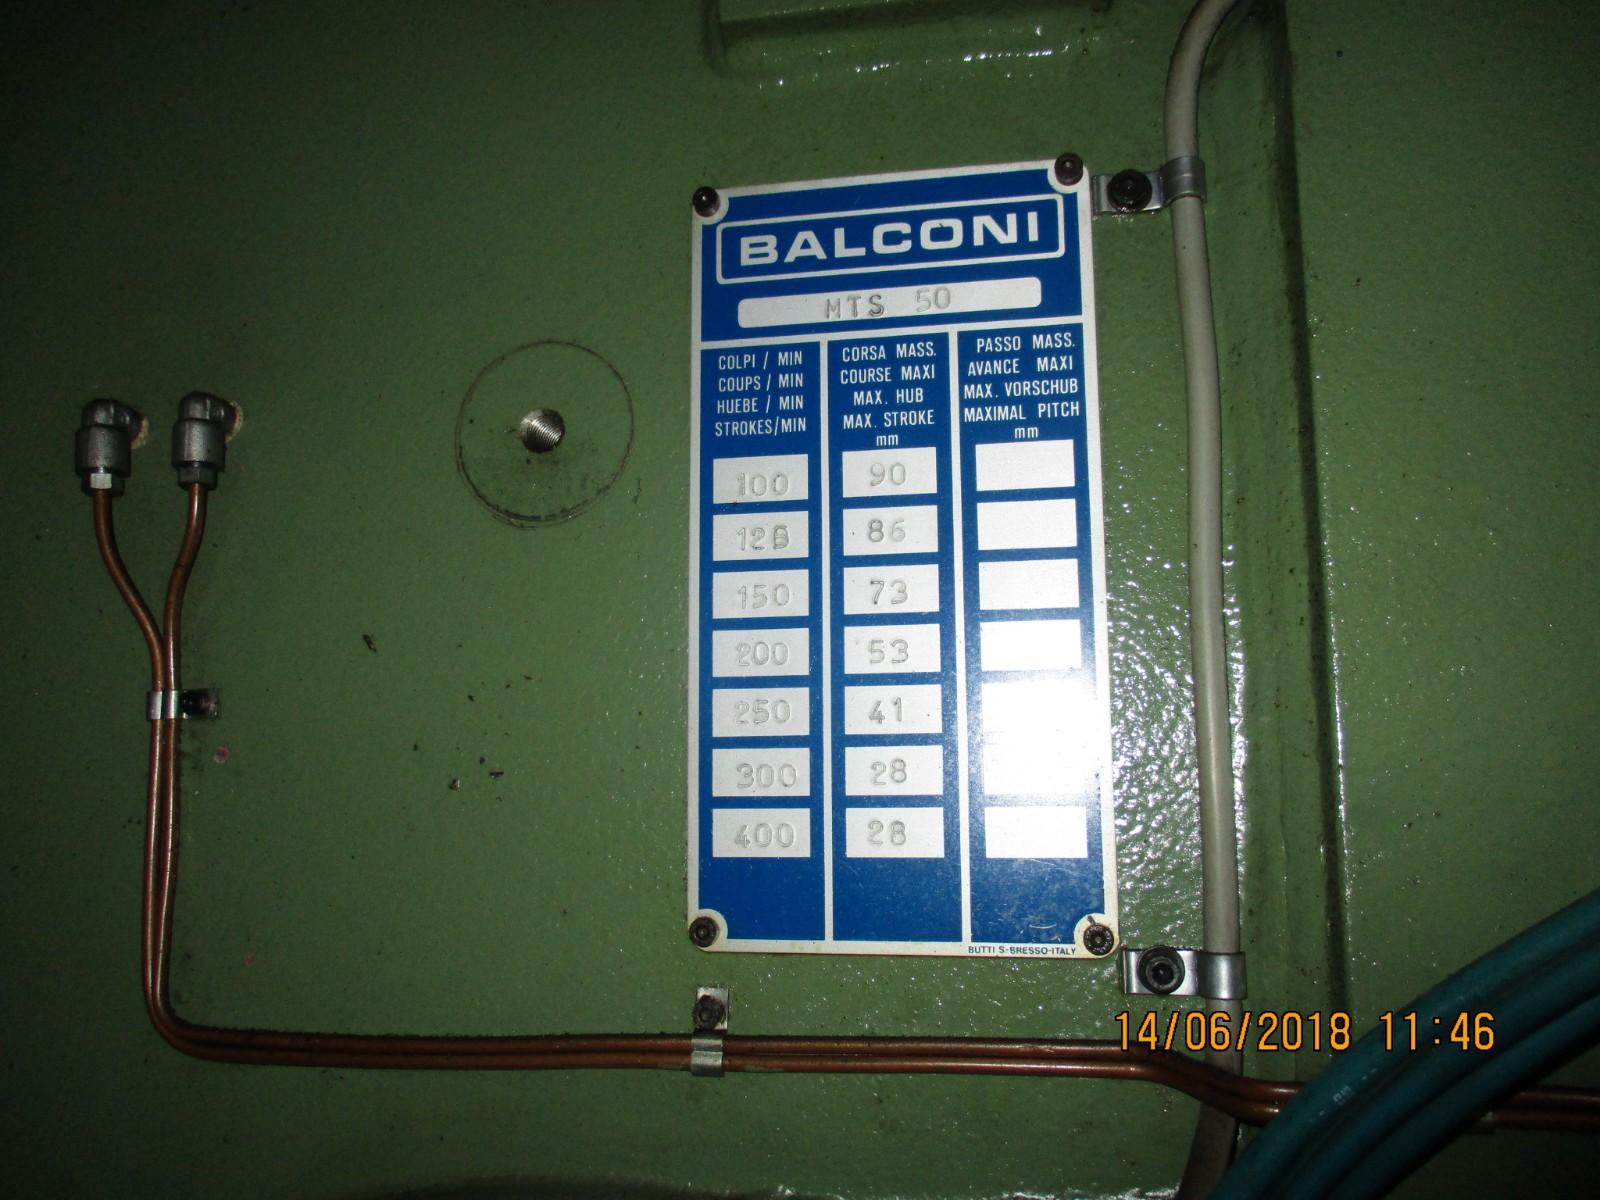 BALCONI
MTS 50
COLPI / MIN
COUPS / MIN
HUEBE / MIN
STROKES/MIN
CORSA MASS.
COURSE MAXI
MAX. HUB
MAX. STROKE
mm
PASSO MASS.
AVANCE MAXI
MAX. VORSCHUB
MAXIMAL PITCH
mm
100 90
86
150 73
200 53
250 41
300 28
400 28
BUTTI S-BRESSO-ITALY
14/06/2018 11:46